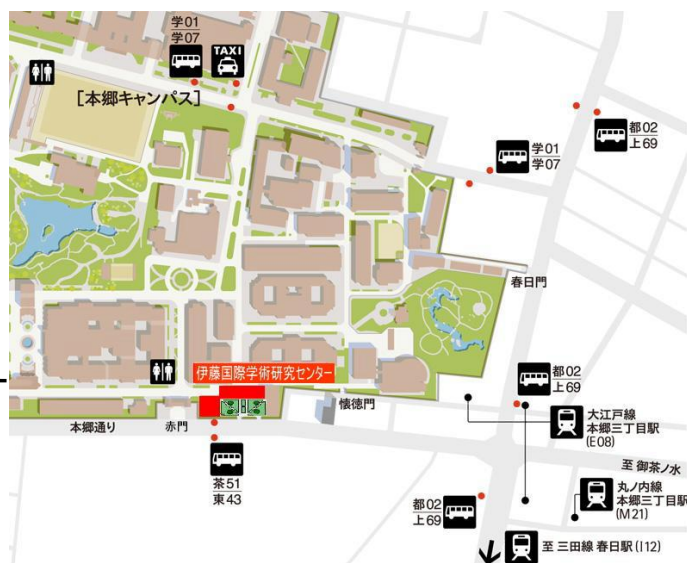 学01
学07
TAXI
[本郷キャンパス]
都02
上69
学01
学07
春日門
伊藤国際学術研究センター
都02
上69
懐徳門
大江戸線
本郷三丁目駅
(E08)
本郷通り
赤門
至 御茶ノ水
茶51
東43
丸ノ内線
本郷三丁目駅
(M21)
都02
上69
至 三田線 春日駅(I12)